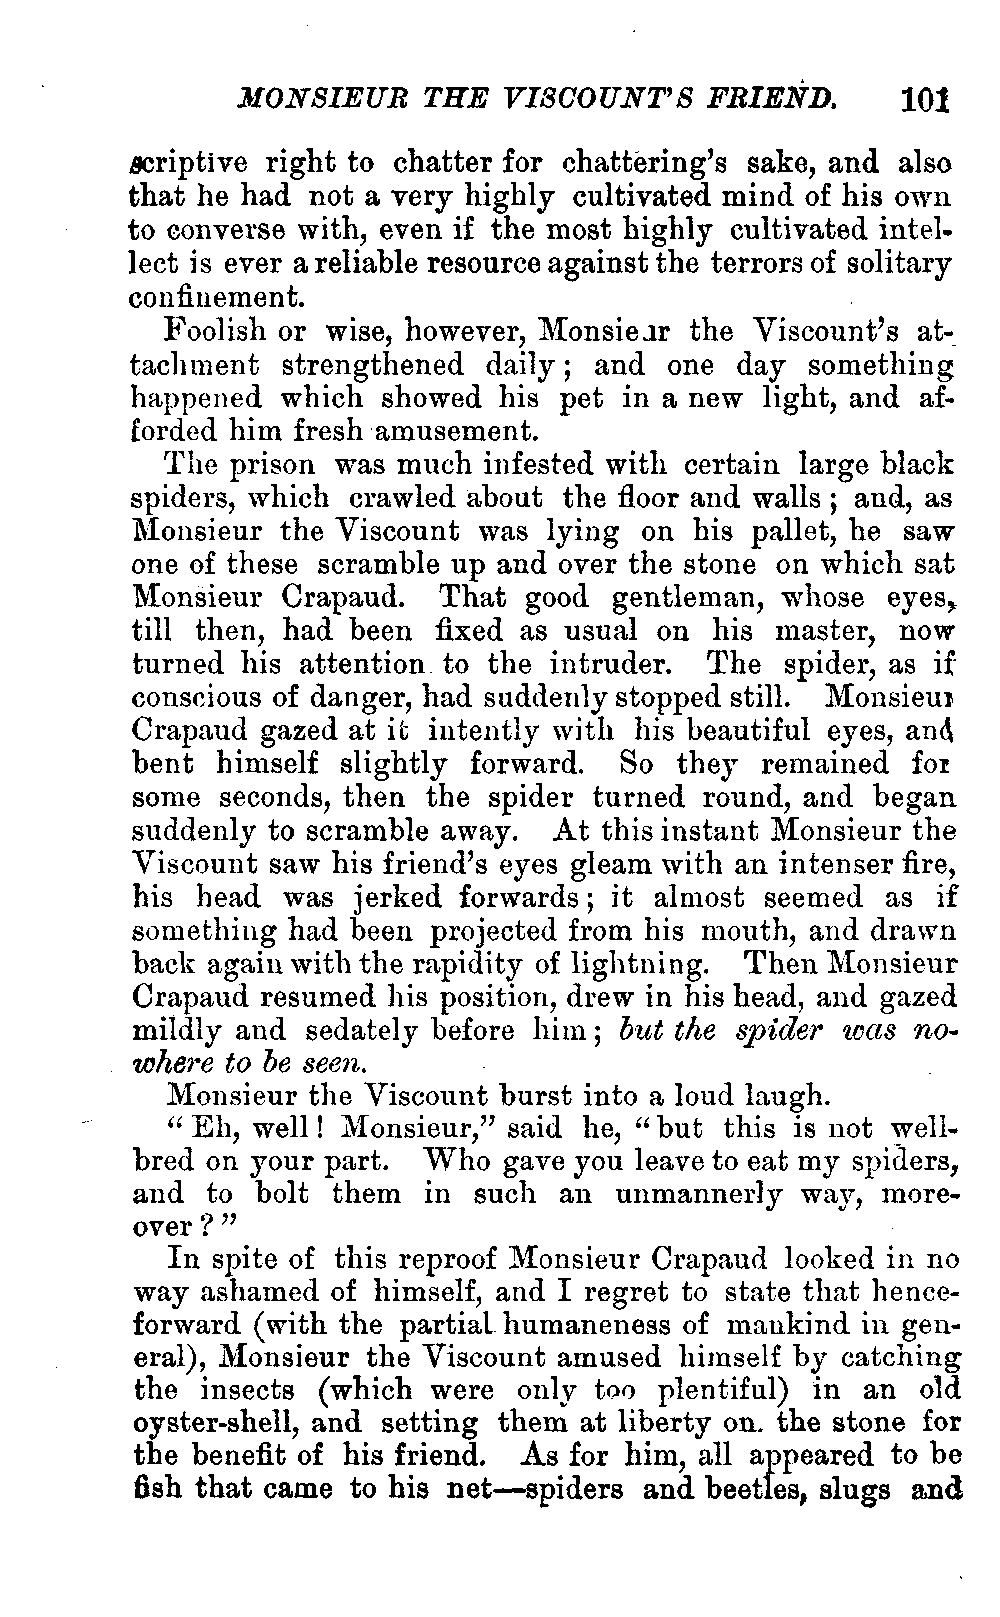 MONSIEUR THE VISCOUNT'S FRIEND. 101
scriptive right to chatter for chattering's sake, and also
that he had not a very highly cultivated mind of his own
to converse with, even if the most highly cultivated intel-
lect is ever a reliable resource against the terrors of solitary
confinement.
Foolish or wise, however, Monsieur the Viscount's at-
tachment strengthened daily; and one day something
happened which showed his pet in a new light, and af-
forded him fresh amusement.
The prison was much infested with certain large black
spiders, which crawled about the floor and walls; and, as
Monsieur the Viscount was lying on his pallet, he saw
one of these scramble up and over the stone on which sat
Monsieur Crapaud. That good gentleman, whose eyes,
till then, had been fixed as usual on his master, now
turned his attention to the intruder. The spider, as if
conscious of danger, had suddenly stopped still. Monsieur
Crapaud gazed at it intently with his beautiful eyes, and
bent himself slightly forward. So they remained for
some seconds, then the spider turned round, and began
suddenly to scramble away. At this instant Monsieur the
Viscount saw his friend's eyes gleam with an intenser fire,
his head was jerked forwards; it almost seemed as if
something had been projected from his mouth, and drawn
back again with the rapidity of lightning. Then Monsieur
Crapaud resumed his position, drew in his head, and gazed
mildly and sedately before him; but the spider was no-
where to be seen.
Monsieur the Viscount burst into a loud laugh.
"Eh, well! Monsieur," said he, "but this is not well-
bred on your part. Who gave you leave to eat my spiders,
and to bolt them in such an unmannerly way, more-
over?"
In spite of this reproof Monsieur Crapaud looked in no
way ashamed of himself, and I regret to state that hence-
forward (with the partial humaneness of mankind in gen-
eral), Monsieur the Viscount amused himself by catching
the insects (which were only too plentiful) in an old
oyster-shell, and setting them at liberty on. the stone for
the benefit of his friend. As for him, all appeared to be
fish that came to his net—spiders and beetles, slugs and